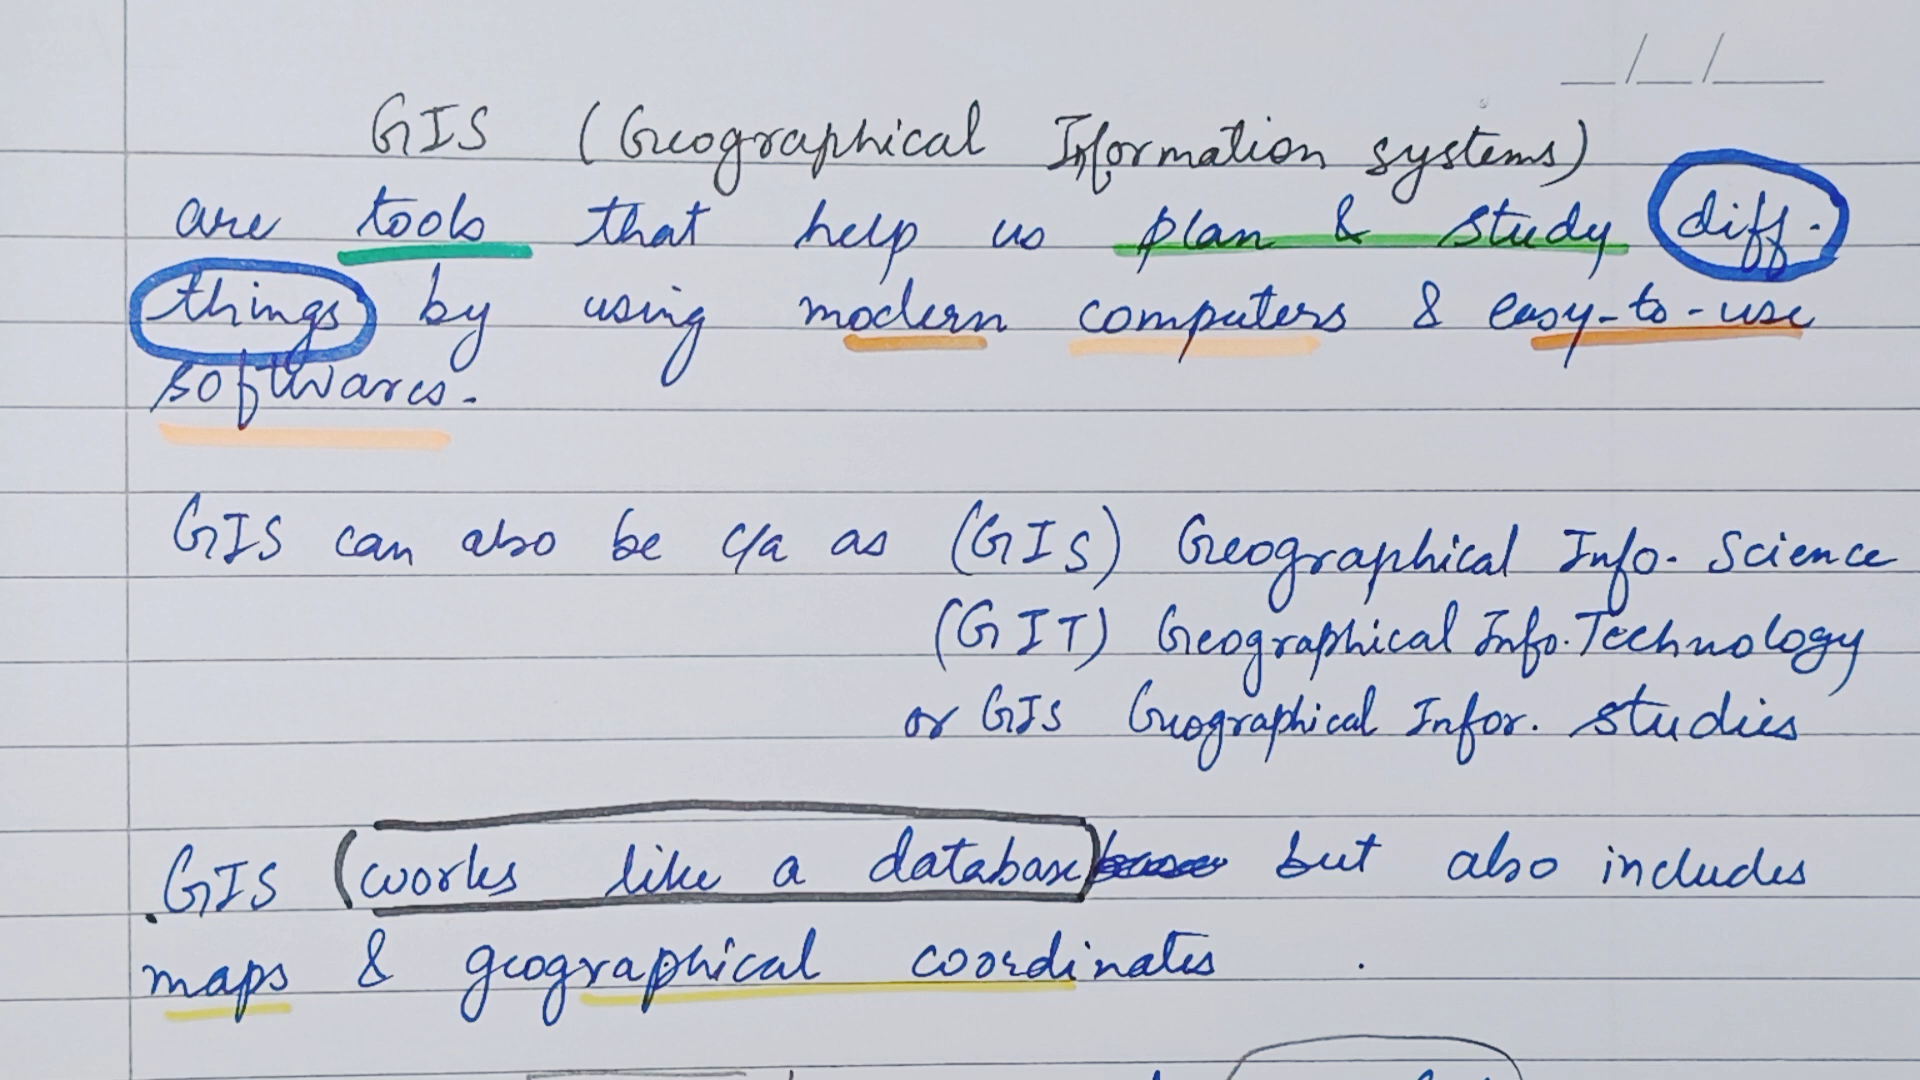 GIS (Geographical Information systems)
are tools that help us plan & study diff.
things by using modern computers & easy-to-use
softwares.
GIS can also be c/a as (GIS) Geographical Info. Science
(GIT) Geographical Info. Technology
or GIS Geographical Infor. studies
GIS (works like a database) but also includes
maps & geographical coordinates.